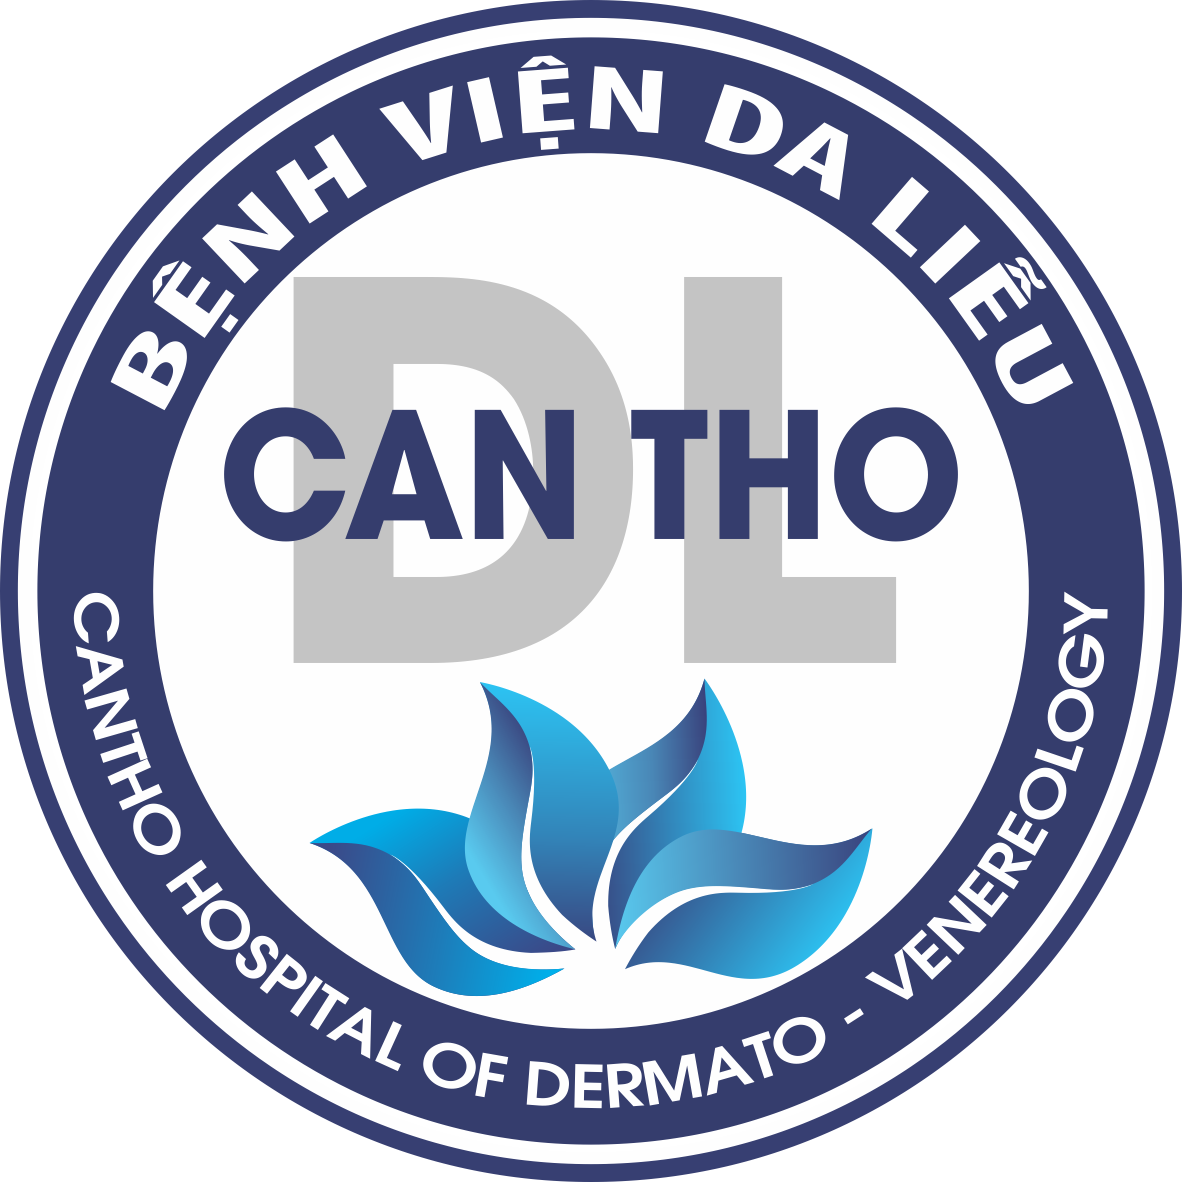 BỆNH VIỆN DA LIỄU
DL
CAN THO
CANTHO HOSPITAL OF DERMATO - VENEREOLOGY